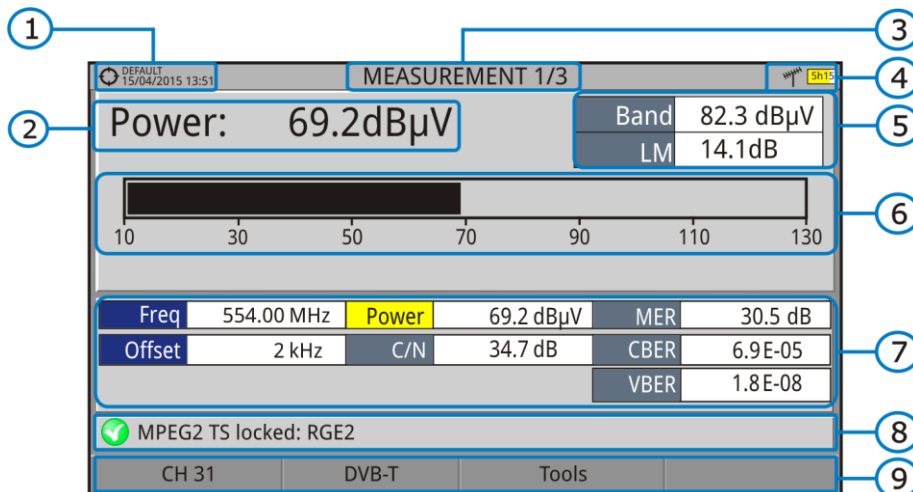 1
3
DEFAULT
15/04/2015 13:51
MEASUREMENT 1/3
5h15
4
2
Power: 69.2dBµV
Band 82.3 dBµV
LM 14.1dB
5
6
10 30 50 70 90 110 130
Freq 554.00 MHz Power 69.2 dBµV MER 30.5 dB
Offset 2 kHz C/N 34.7 dB CBER 6.9E-05
VBER 1.8E-08
7
MPEG2 TS locked: RGE2
8
CH 31 DVB-T Tools
9